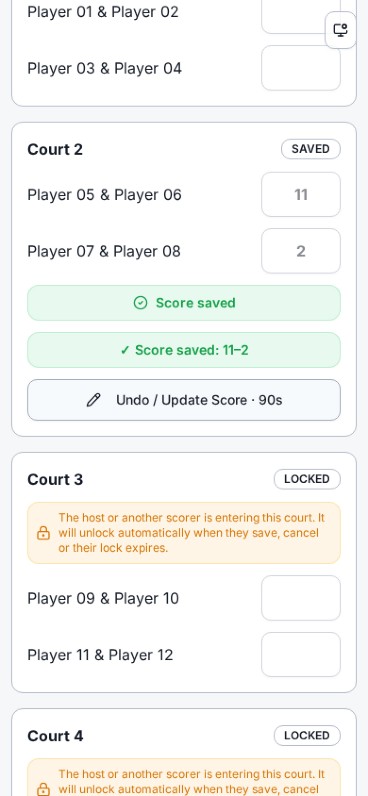 Player 01 & Player 02
Player 03 & Player 04
Court 2
SAVED
Player 05 & Player 06
11
Player 07 & Player 08
2
Score saved
✓ Score saved: 11–2
Undo / Update Score · 90s
Court 3
LOCKED
The host or another scorer is entering this court. It
will unlock automatically when they save, cancel
or their lock expires.
Player 09 & Player 10
Player 11 & Player 12
Court 4
LOCKED
The host or another scorer is entering this court. It
will unlock automatically when they save, cancel